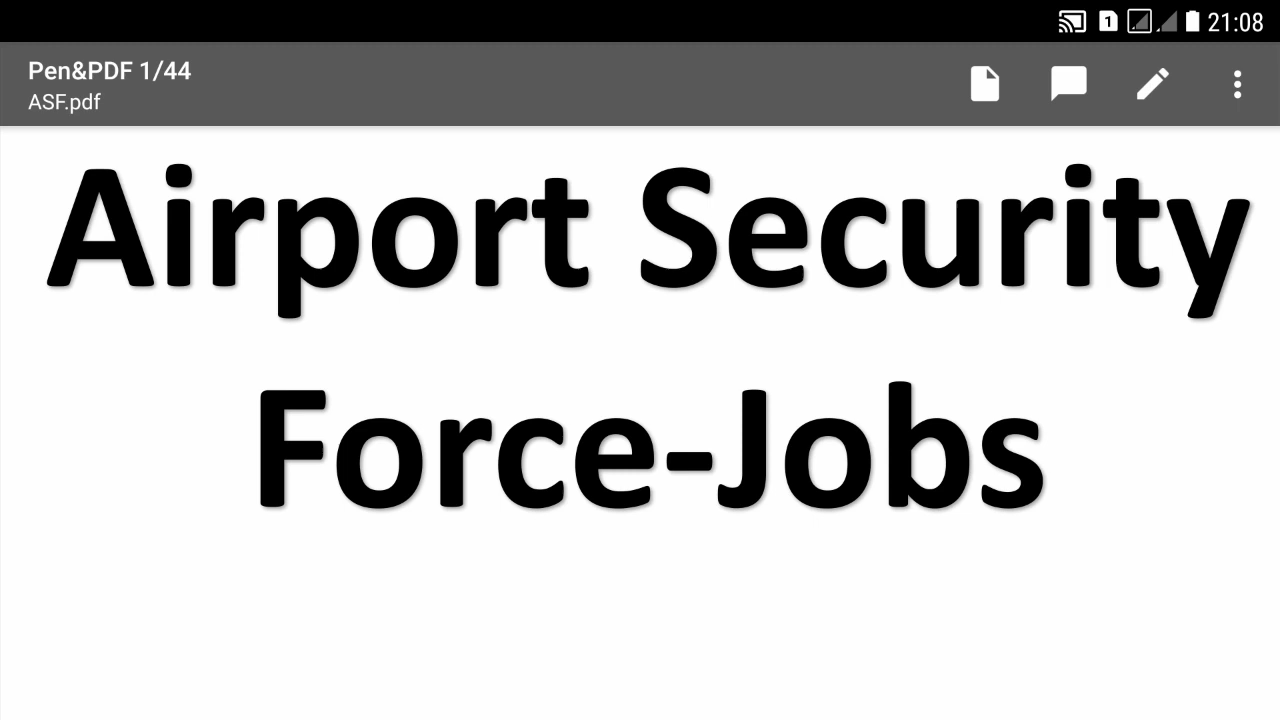 21:08
Pen&PDF 1/44
ASF.pdf
Airport Security
Force-Jobs